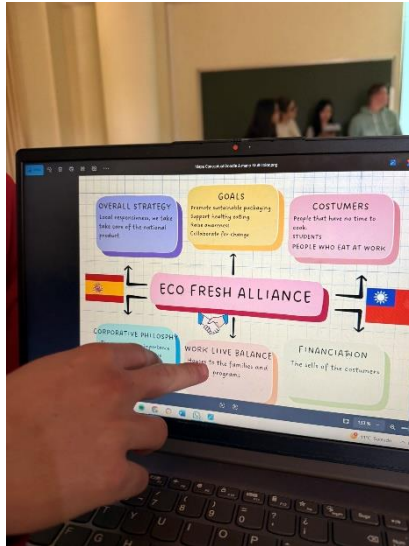 OVERALL STRATEGY
Local responsiveness, we take
take care of the national
product
GOALS
Promote sustainable packaging
Support healthy eating
Raise awareness
Collaborate for change
COSTUMERS
People that have no time to
cook.
STUDENTS
PEOPLE WHO EAT AT WORK
ECO FRESH ALLIANCE
CORPORATIVE PHILOSPHY
WORK LIIVE BALANCE
to the families and
programs
FINANCIATION
The sells of the costumers